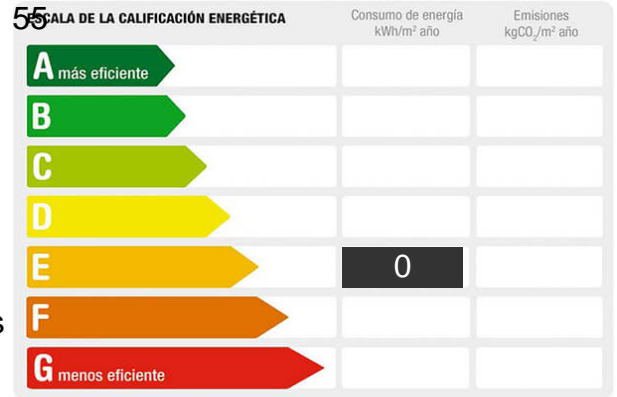 55
ESCALA DE LA CALIFICACIÓN ENERGÉTICA
Consumo de energía
kWh/m² año
Emisiones
kgCO₂/m² año
A más eficiente
B
C
D
E
0
s
F
G menos eficiente